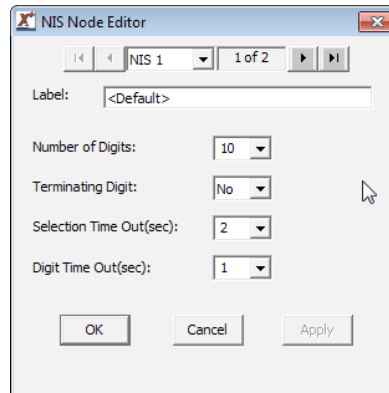 NIS Node Editor
NIS 1 1 of 2
Label: <Default>
Number of Digits: 10
Terminating Digit: No
Selection Time Out(sec): 2
Digit Time Out(sec): 1
OK Cancel Apply